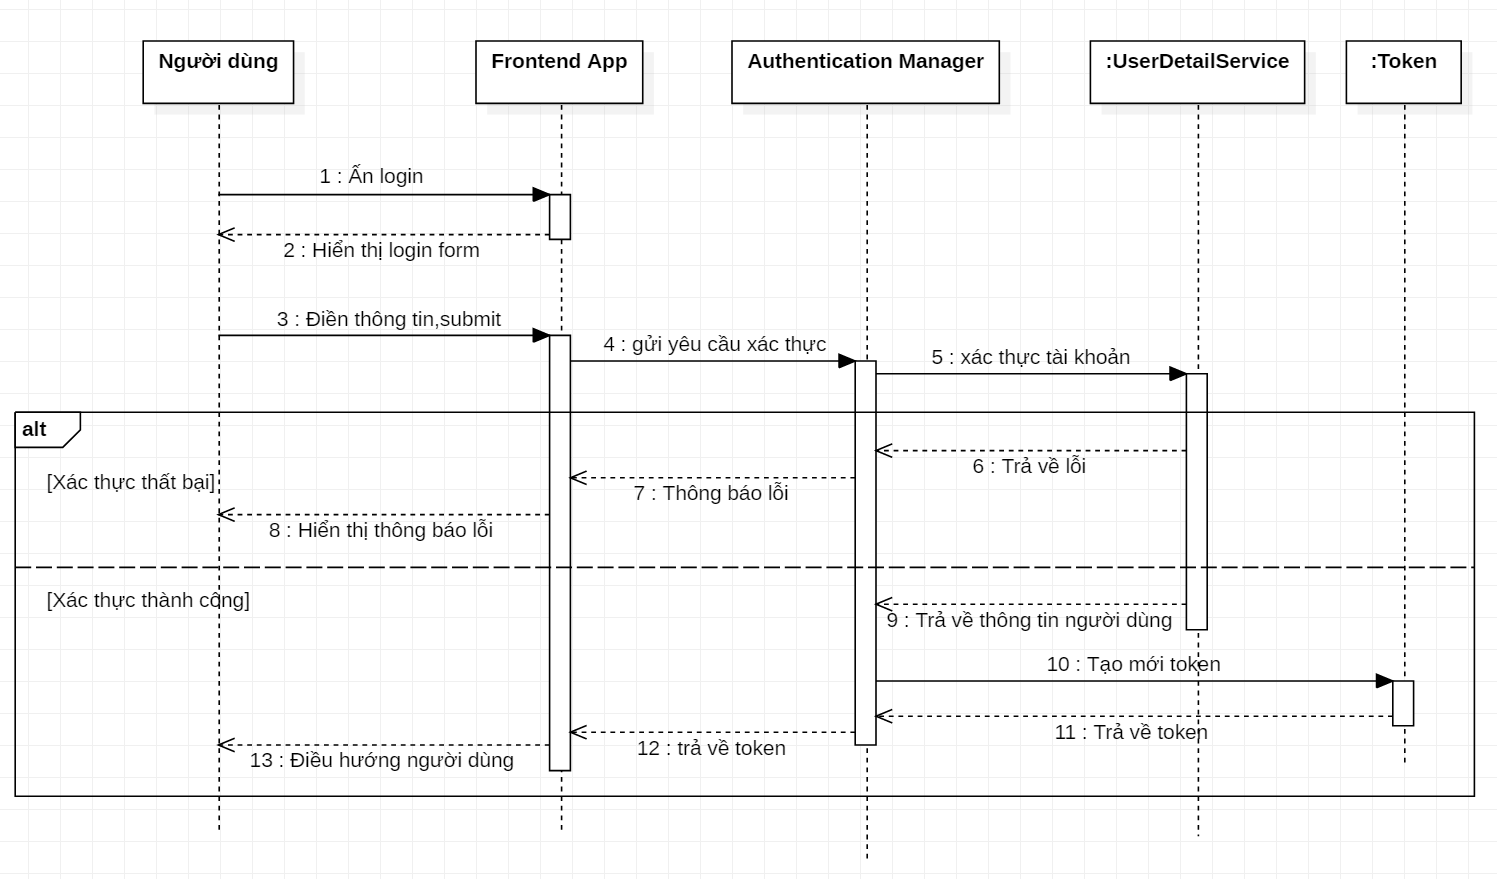 Người dùng
Frontend App
Authentication Manager
:UserDetailService
:Token
1 : Ấn login
2 : Hiển thị login form
3 : Điền thông tin,submit
4 : gửi yêu cầu xác thực
5 : xác thực tài khoản
alt
[Xác thực thất bại]
6 : Trả về lỗi
7 : Thông báo lỗi
8 : Hiển thị thông báo lỗi
[Xác thực thành công]
9 : Trả về thông tin người dùng
10 : Tạo mới token
11 : Trả về token
12 : trả về token
13 : Điều hướng người dùng